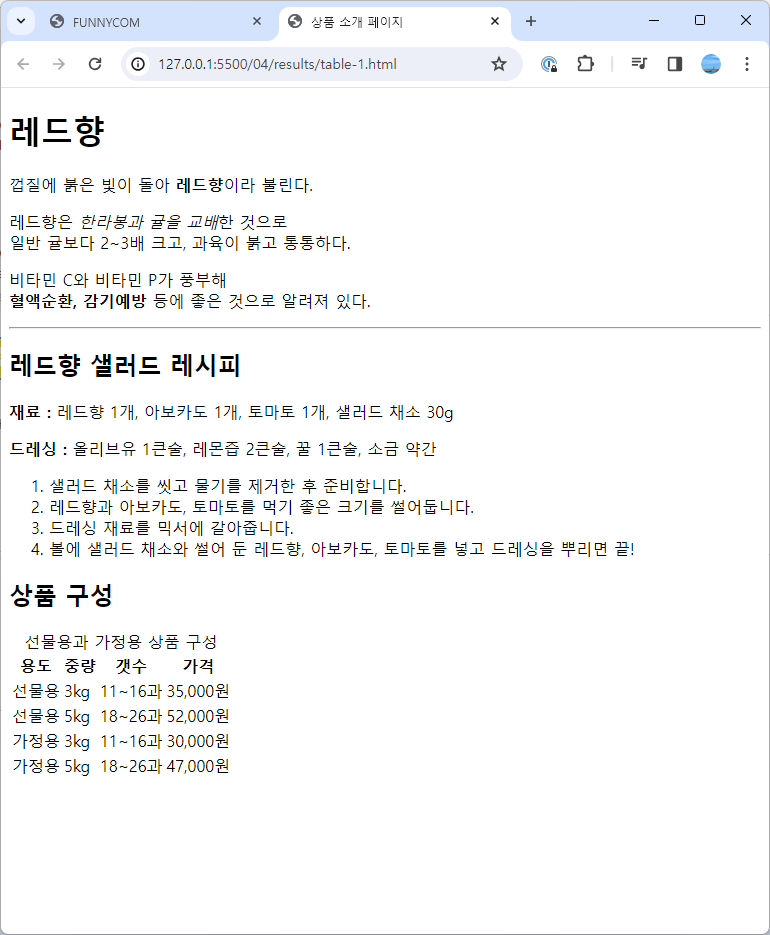 FUNNYCOM
상품 소개 페이지
127.0.0.1:5500/04/results/table-1.html
레드향
껍질에 붉은 빛이 돌아 레드향이라 불린다.
레드향은 한라봉과 귤을 교배한 것으로
일반 귤보다 2~3배 크고, 과육이 붉고 통통하다.
비타민 C와 비타민 P가 풍부해
혈액순환, 감기예방 등에 좋은 것으로 알려져 있다.
레드향 샐러드 레시피
재료 : 레드향 1개, 아보카도 1개, 토마토 1개, 샐러드 채소 30g
드레싱 : 올리브유 1큰술, 레몬즙 2큰술, 꿀 1큰술, 소금 약간
1. 샐러드 채소를 씻고 물기를 제거한 후 준비합니다.
2. 레드향과 아보카도, 토마토를 먹기 좋은 크기를 썰어둡니다.
3. 드레싱 재료를 믹서에 갈아줍니다.
4. 볼에 샐러드 채소와 썰어 둔 레드향, 아보카도, 토마토를 넣고 드레싱을 뿌리면 끝!
상품 구성
선물용과 가정용 상품 구성
용도 중량 갯수 가격
선물용 3kg 11~16과 35,000원
선물용 5kg 18~26과 52,000원
가정용 3kg 11~16과 30,000원
가정용 5kg 18~26과 47,000원